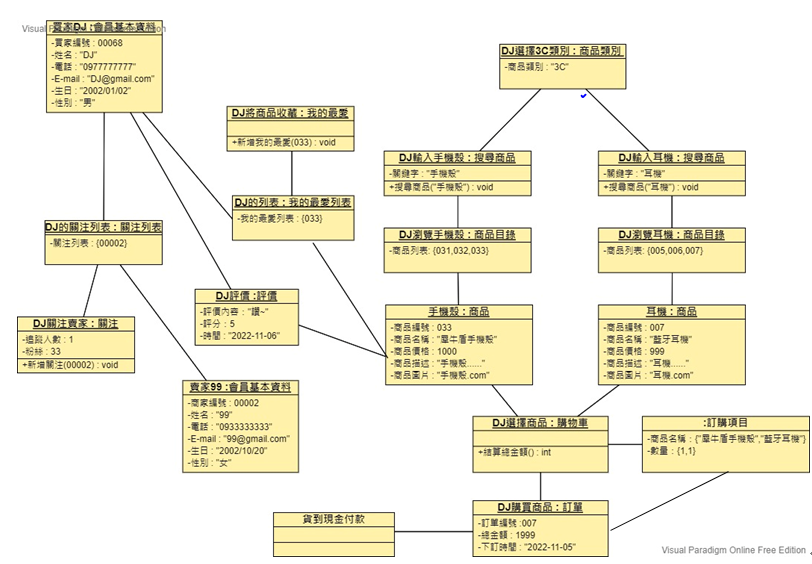 Visual Paradigm Online Free Edition
買家DJ :會員基本資料
-買家編號 : 00068
-姓名 : "DJ"
-電話 : "0977777777"
-E-mail : "DJ@gmail.com"
-生日 : "2002/01/02"
-性別 : "男"
DJ選擇3C類別 : 商品類別
-商品類別 : "3C"
DJ將商品收藏 : 我的最愛
+新增我的最愛(033) : void
DJ輸入手機殼 : 搜尋商品
-關鍵字 : "手機殼"
+搜尋商品("手機殼") : void
DJ輸入耳機 : 搜尋商品
-關鍵字 : "耳機"
+搜尋商品("耳機") : void
DJ的列表 : 我的最愛列表
-我的最愛列表 : {033}
DJ的關注列表 : 關注列表
-關注列表 : {00002}
DJ瀏覽手機殼 : 商品目錄
-商品列表: {031,032,033}
DJ瀏覽耳機 : 商品目錄
-商品列表: {005,006,007}
DJ評價 :評價
-評價內容 : "讚~"
-評分 : 5
-時間 : "2022-11-06"
DJ關注賣家 : 關注
-追蹤人數 : 1
-粉絲 : 33
+新增關注(00002) : void
手機殼 : 商品
-商品編號 : 033
-商品名稱 : "犀牛盾手機殼"
-商品價格 : 1000
-商品描述 : "手機殼......"
-商品圖片 : "手機殼.com"
耳機 : 商品
-商品編號 : 007
-商品名稱 : "藍牙耳機"
-商品價格 : 999
-商品描述 : "耳機......"
-商品圖片 : "耳機.com"
賣家99 :會員基本資料
-商家編號 : 00002
-姓名 : "99"
-電話 : "0933333333"
-E-mail : "99@gmail.com"
-生日 : "2002/10/20"
-性別 : "女"
DJ選擇商品 : 購物車
+結算總金額() : int
:訂購項目
-商品名稱 : {"犀牛盾手機殼","藍牙耳機"}
-數量 : {1,1}
DJ購買商品 : 訂單
-訂單編號 :007
-總金額 : 1999
-下訂時間 : "2022-11-05"
貨到現金付款
Visual Paradigm Online Free Edition